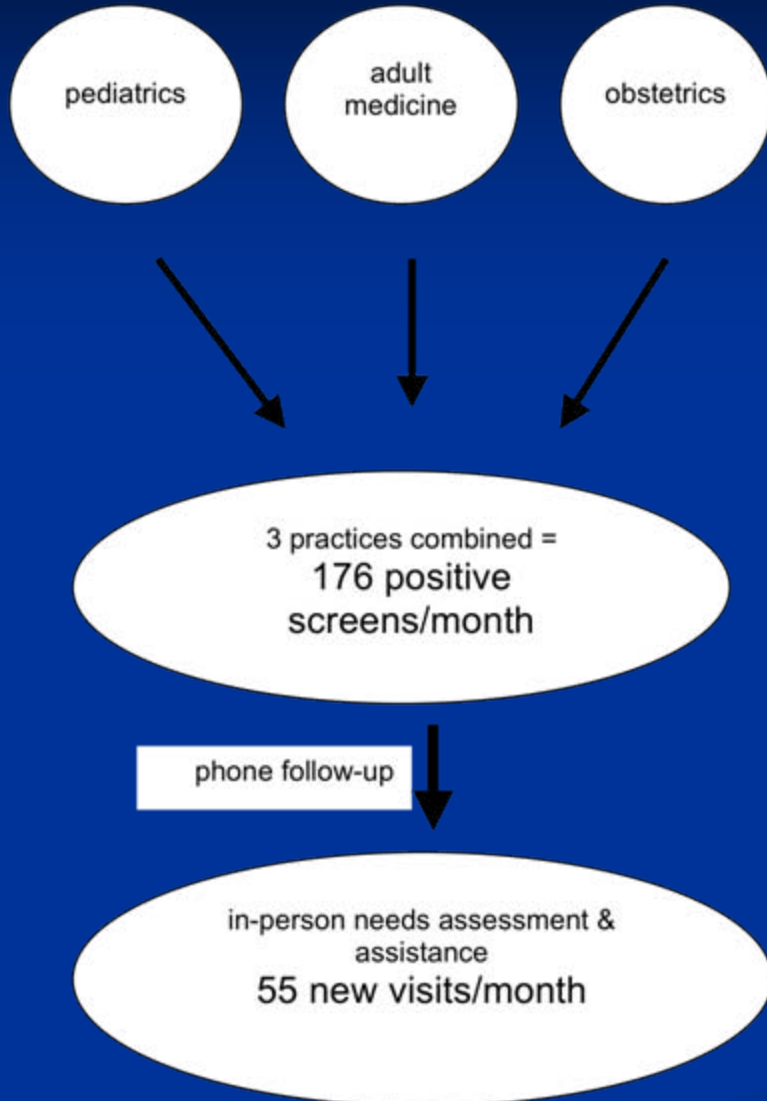 pediatrics
adult
medicine
obstetrics
3 practices combined =
176 positive
screens/month
phone follow-up
in-person needs assessment &
assistance
55 new visits/month